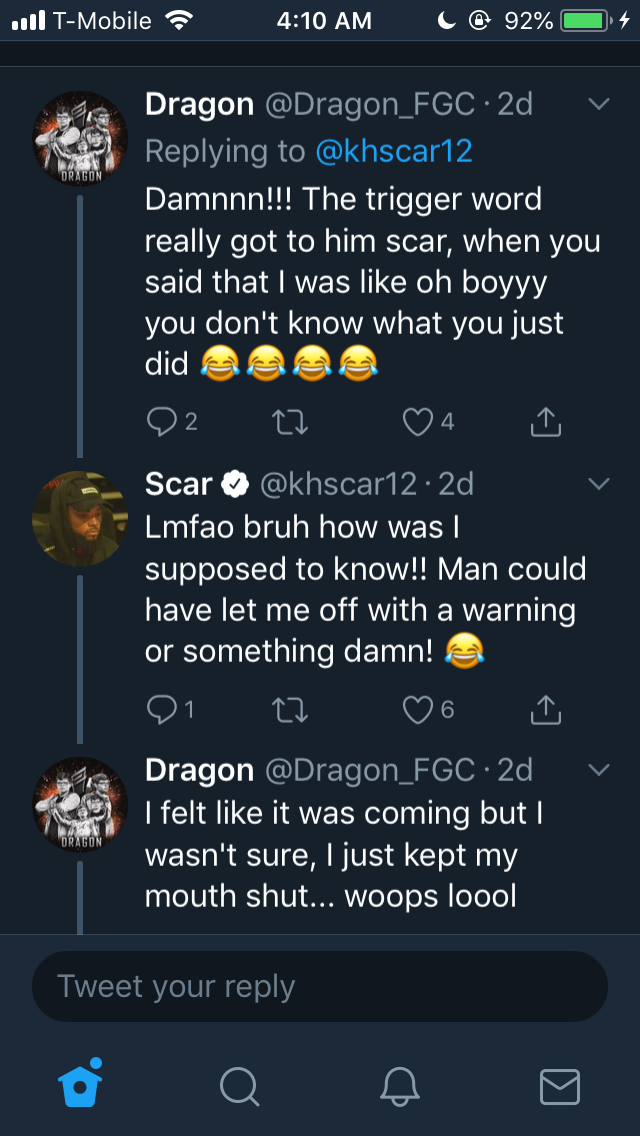 T-Mobile 4:10 AM 92%
Dragon @Dragon_FGC · 2d
Replying to @khscar12
Damnnn!!! The trigger word
really got to him scar, when you
said that I was like oh boyyy
you don't know what you just
did 😂😂😂😂
2 4
Scar @khscar12 · 2d
Lmfao bruh how was I
supposed to know!! Man could
have let me off with a warning
or something damn! 😂
1 6
Dragon @Dragon_FGC · 2d
I felt like it was coming but I
wasn't sure, I just kept my
mouth shut... woops loool
Tweet your reply
DRAGON
DRAGON